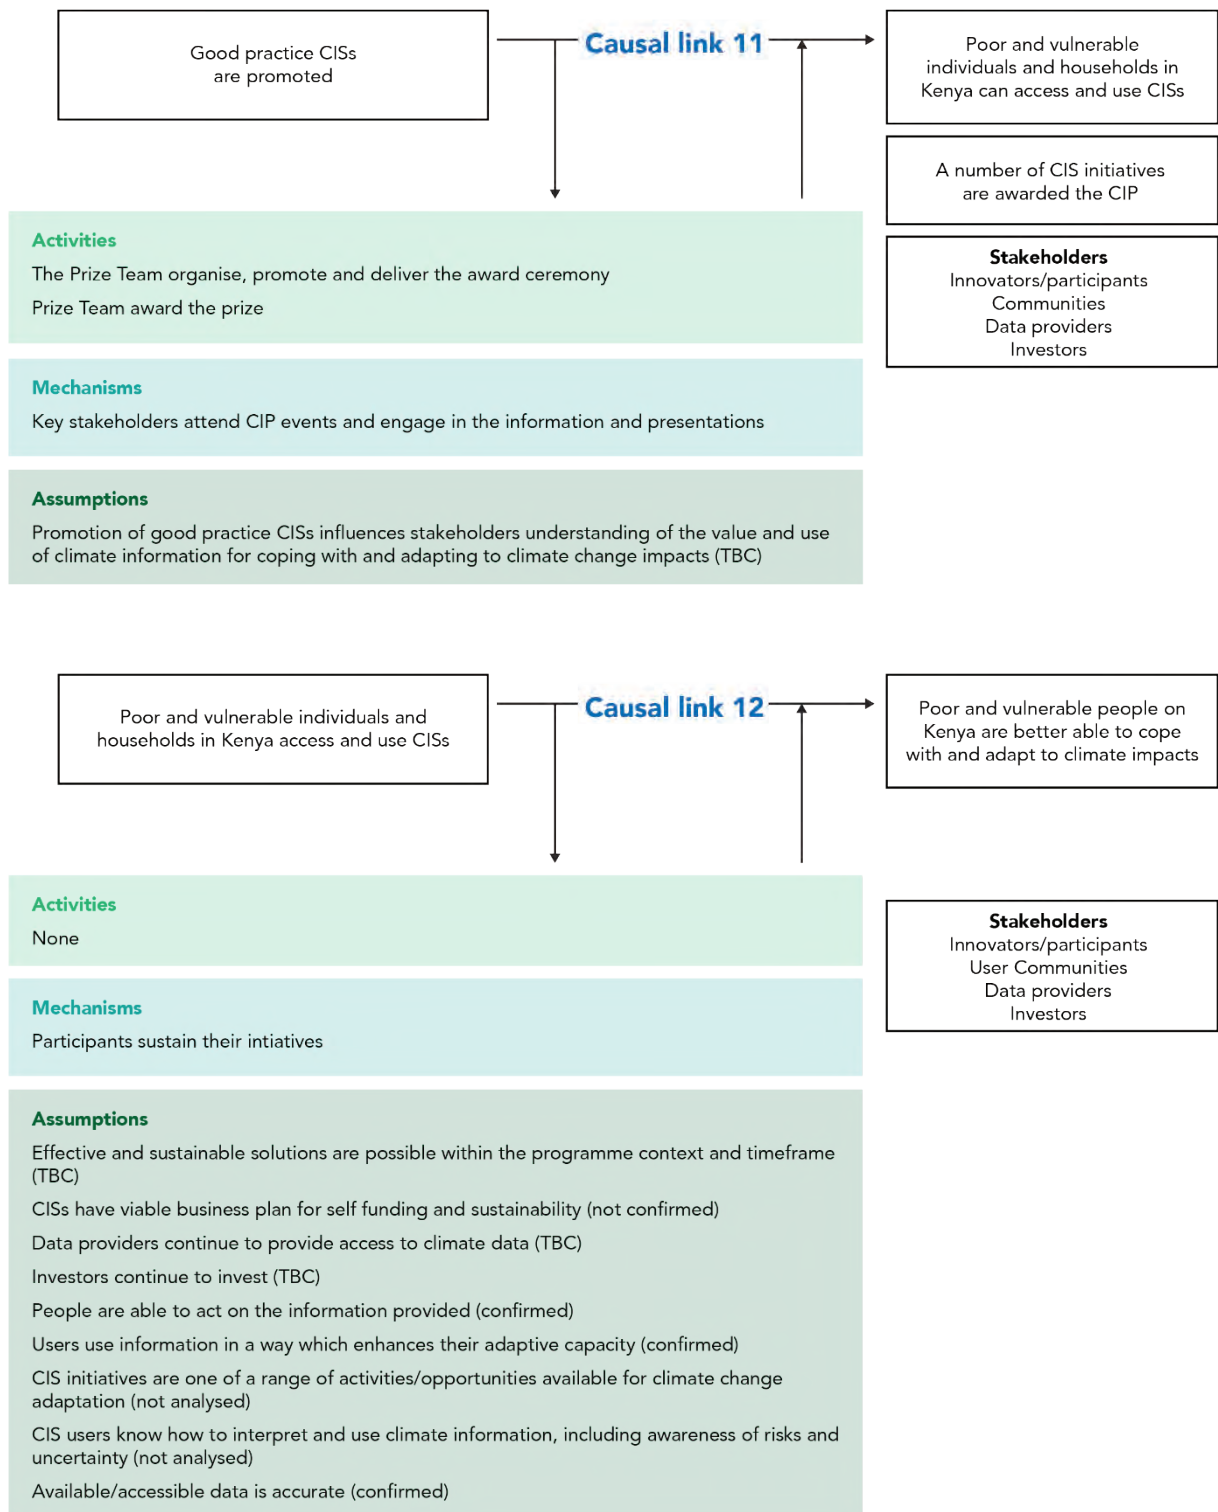 Good practice CISs
are promoted
Causal link 11
Poor and vulnerable
individuals and households in
Kenya can access and use CISs
A number of CIS initiatives
are awarded the CIP
Stakeholders
Innovators/participants
Communities
Data providers
Investors
Activities
The Prize Team organise, promote and deliver the award ceremony
Prize Team award the prize
Mechanisms
Key stakeholders attend CIP events and engage in the information and presentations
Assumptions
Promotion of good practice CISs influences stakeholders understanding of the value and use
of climate information for coping with and adapting to climate change impacts (TBC)
Poor and vulnerable individuals and
households in Kenya access and use CISs
Causal link 12
Poor and vulnerable people on
Kenya are better able to cope
with and adapt to climate impacts
Activities
None
Stakeholders
Innovators/participants
User Communities
Data providers
Investors
Mechanisms
Participants sustain their intiatives
Assumptions
Effective and sustainable solutions are possible within the programme context and timeframe
(TBC)
CISs have viable business plan for self funding and sustainability (not confirmed)
Data providers continue to provide access to climate data (TBC)
Investors continue to invest (TBC)
People are able to act on the information provided (confirmed)
Users use information in a way which enhances their adaptive capacity (confirmed)
CIS initiatives are one of a range of activities/opportunities available for climate change
adaptation (not analysed)
CIS users know how to interpret and use climate information, including awareness of risks and
uncertainty (not analysed)
Available/accessible data is accurate (confirmed)